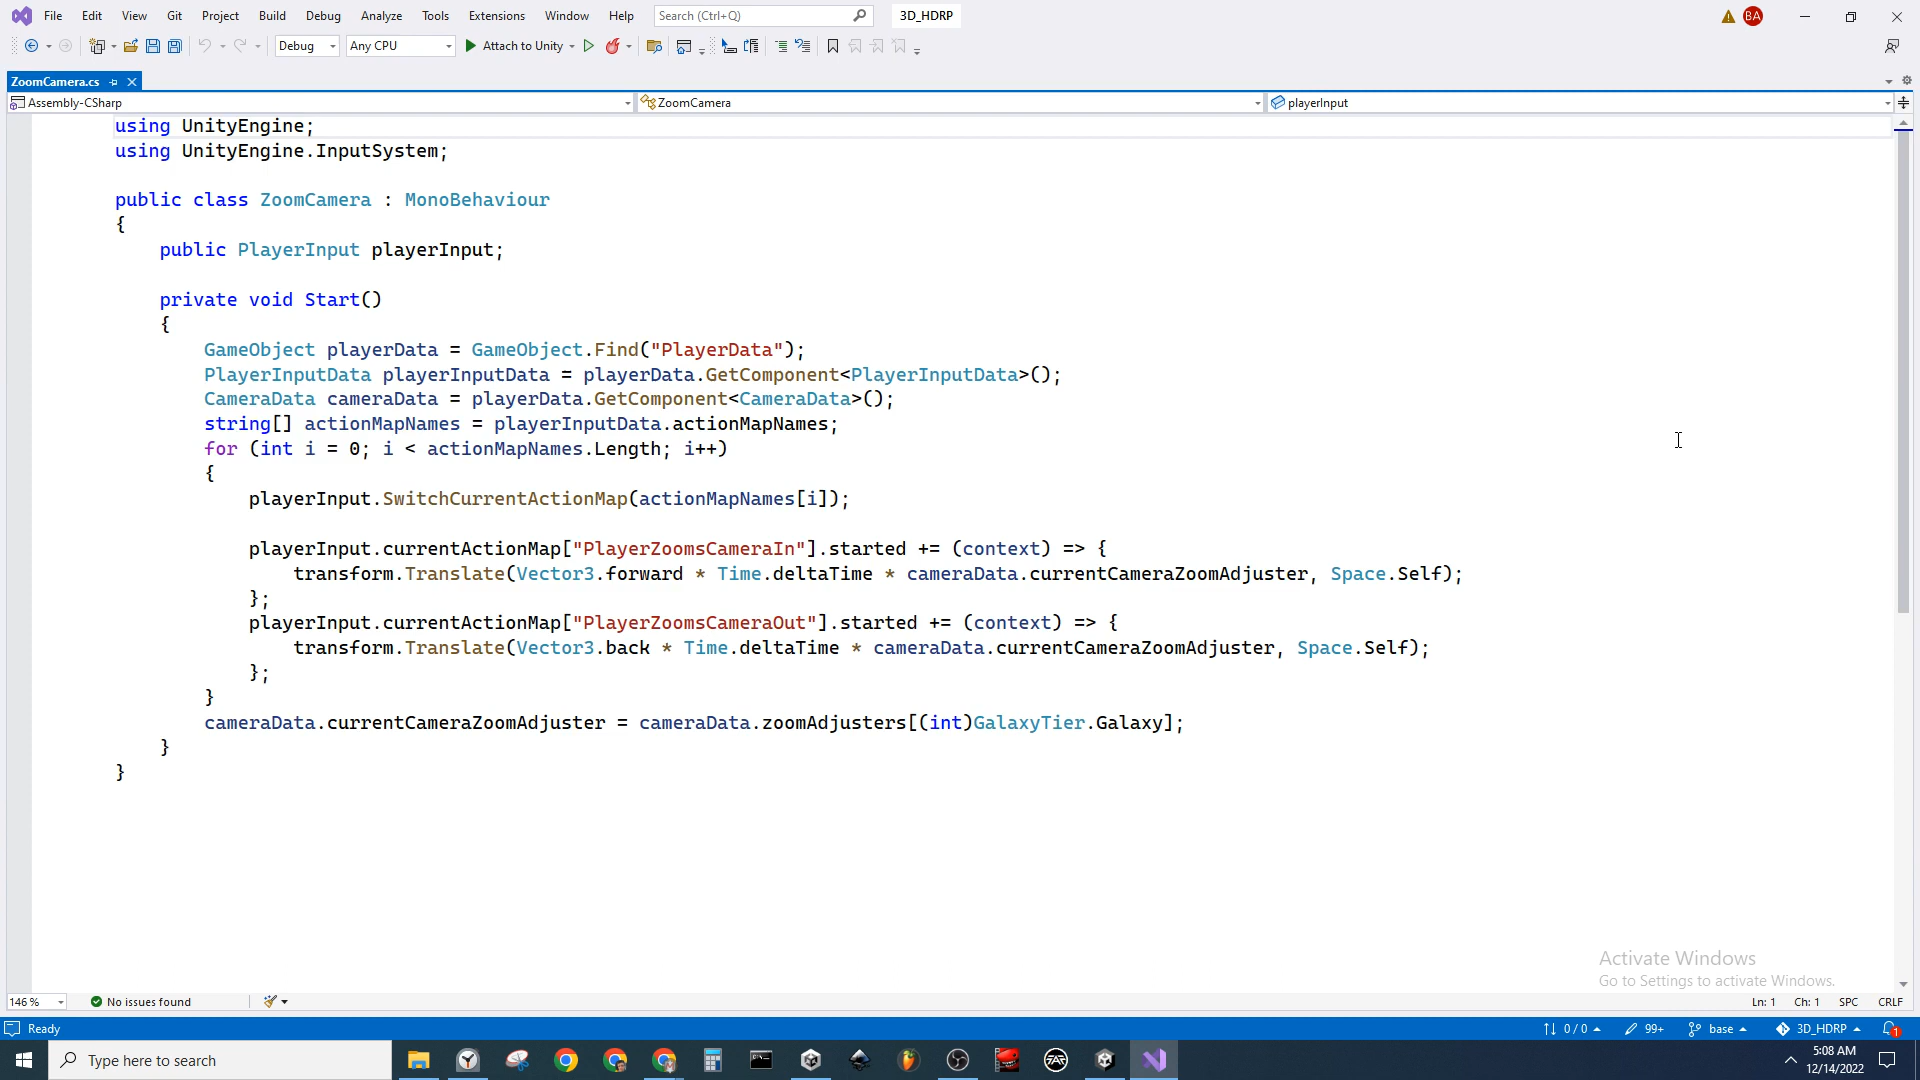 File Edit View Git Project Build Debug Analyze Tools Extensions Window Help Search (Ctrl+Q) 3D_HDRP BA
Debug Any CPU Attach to Unity
ZoomCamera.cs
Assembly-CSharp ZoomCamera playerInput
using UnityEngine;
using UnityEngine.InputSystem;
public class ZoomCamera : MonoBehaviour
{
public PlayerInput playerInput;
private void Start()
{
GameObject playerData = GameObject.Find("PlayerData");
PlayerInputData playerInputData = playerData.GetComponent<PlayerInputData>();
CameraData cameraData = playerData.GetComponent<CameraData>();
string[] actionMapNames = playerInputData.actionMapNames;
for (int i = 0; i < actionMapNames.Length; i++)
{
playerInput.SwitchCurrentActionMap(actionMapNames[i]);
playerInput.currentActionMap["PlayerZoomsCameraIn"].started += (context) => {
transform.Translate(Vector3.forward * Time.deltaTime * cameraData.currentCameraZoomAdjuster, Space.Self);
};
playerInput.currentActionMap["PlayerZoomsCameraOut"].started += (context) => {
transform.Translate(Vector3.back * Time.deltaTime * cameraData.currentCameraZoomAdjuster, Space.Self);
};
}
cameraData.currentCameraZoomAdjuster = cameraData.zoomAdjusters[(int)GalaxyTier.Galaxy];
}
}
Activate Windows
Go to Settings to activate Windows.
146 % No issues found Ln: 1 Ch: 1 SPC CRLF
Ready 0 / 0 99+ base 3D_HDRP 1
Type here to search 5:08 AM
12/14/2022